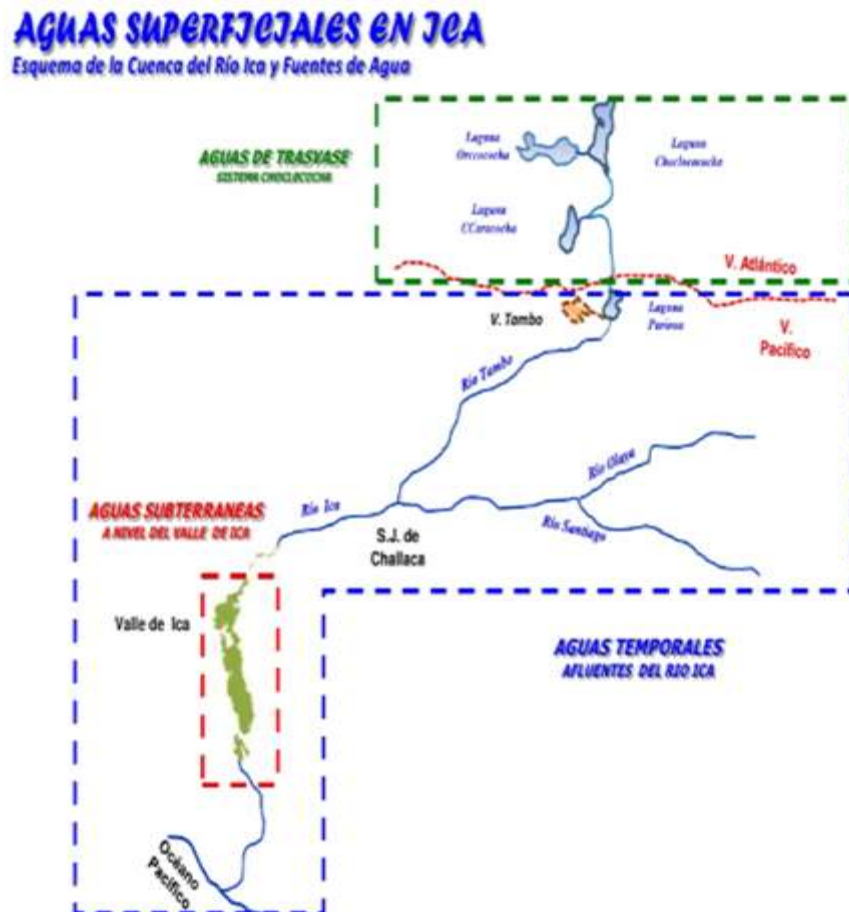 AGUAS SUPERFICIALES EN ICA
Esquema de la Cuenca del Río Ica y Fuentes de Agua
AGUAS DE TRASVASE
SISTEMA CHOCLOCOCHA
Laguna
Orccococha
Laguna
Choclococha
Laguna
CCaracocha
V. Atlántico
V. Tambo
Laguna
Pariona
V.
Pacífico
Río Tambo
Río Olaya
AGUAS SUBTERRANEAS
A NIVEL DEL VALLE DE ICA
Río Ica
Río Santiago
S.J. de
Challaca
Valle de Ica
AGUAS TEMPORALES
AFLUENTES DEL RIO ICA
Océano
Pacífico